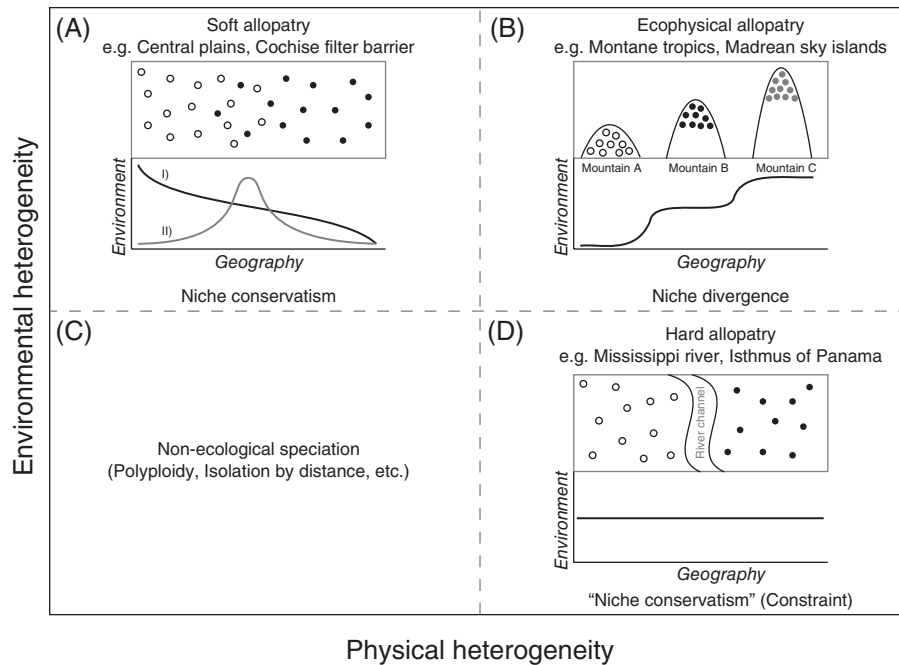 (A)
Soft allopatry
e.g. Central plains, Cochise filter barrier
Environment
I)
II)
Geography
Niche conservatism
(B)
Ecophysical allopatry
e.g. Montane tropics, Madrean sky islands
Mountain A
Mountain B
Mountain C
Environment
Geography
Niche divergence
(C)
Non-ecological speciation
(Polyploidy, Isolation by distance, etc.)
(D)
Hard allopatry
e.g. Mississippi river, Isthmus of Panama
River channel
Environment
Geography
“Niche conservatism” (Constraint)
Environmental heterogeneity
Physical heterogeneity